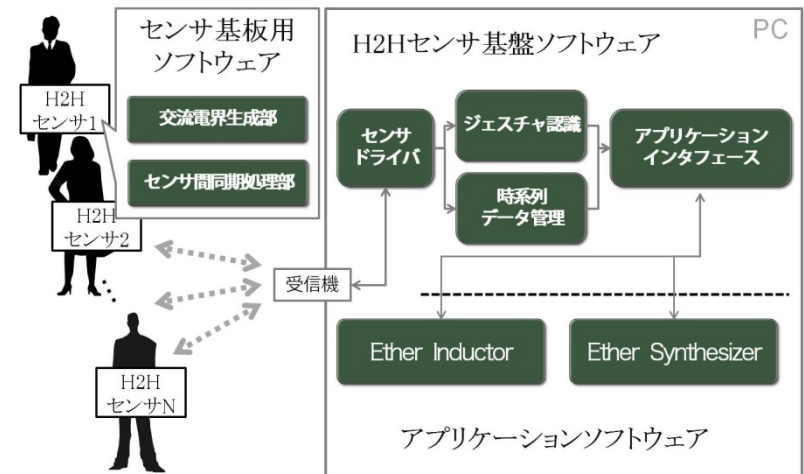 センサ基板用
ソフトウェア
交流電界生成部
センサ間同期処理部
H2H
センサ1
H2H
センサ2
H2H
センサN
受信機
PC
H2Hセンサ基盤ソフトウェア
センサ
ドライバ
ジェスチャ認識
時系列
データ管理
アプリケーション
インタフェース
Ether Inductor
Ether Synthesizer
アプリケーションソフトウェア